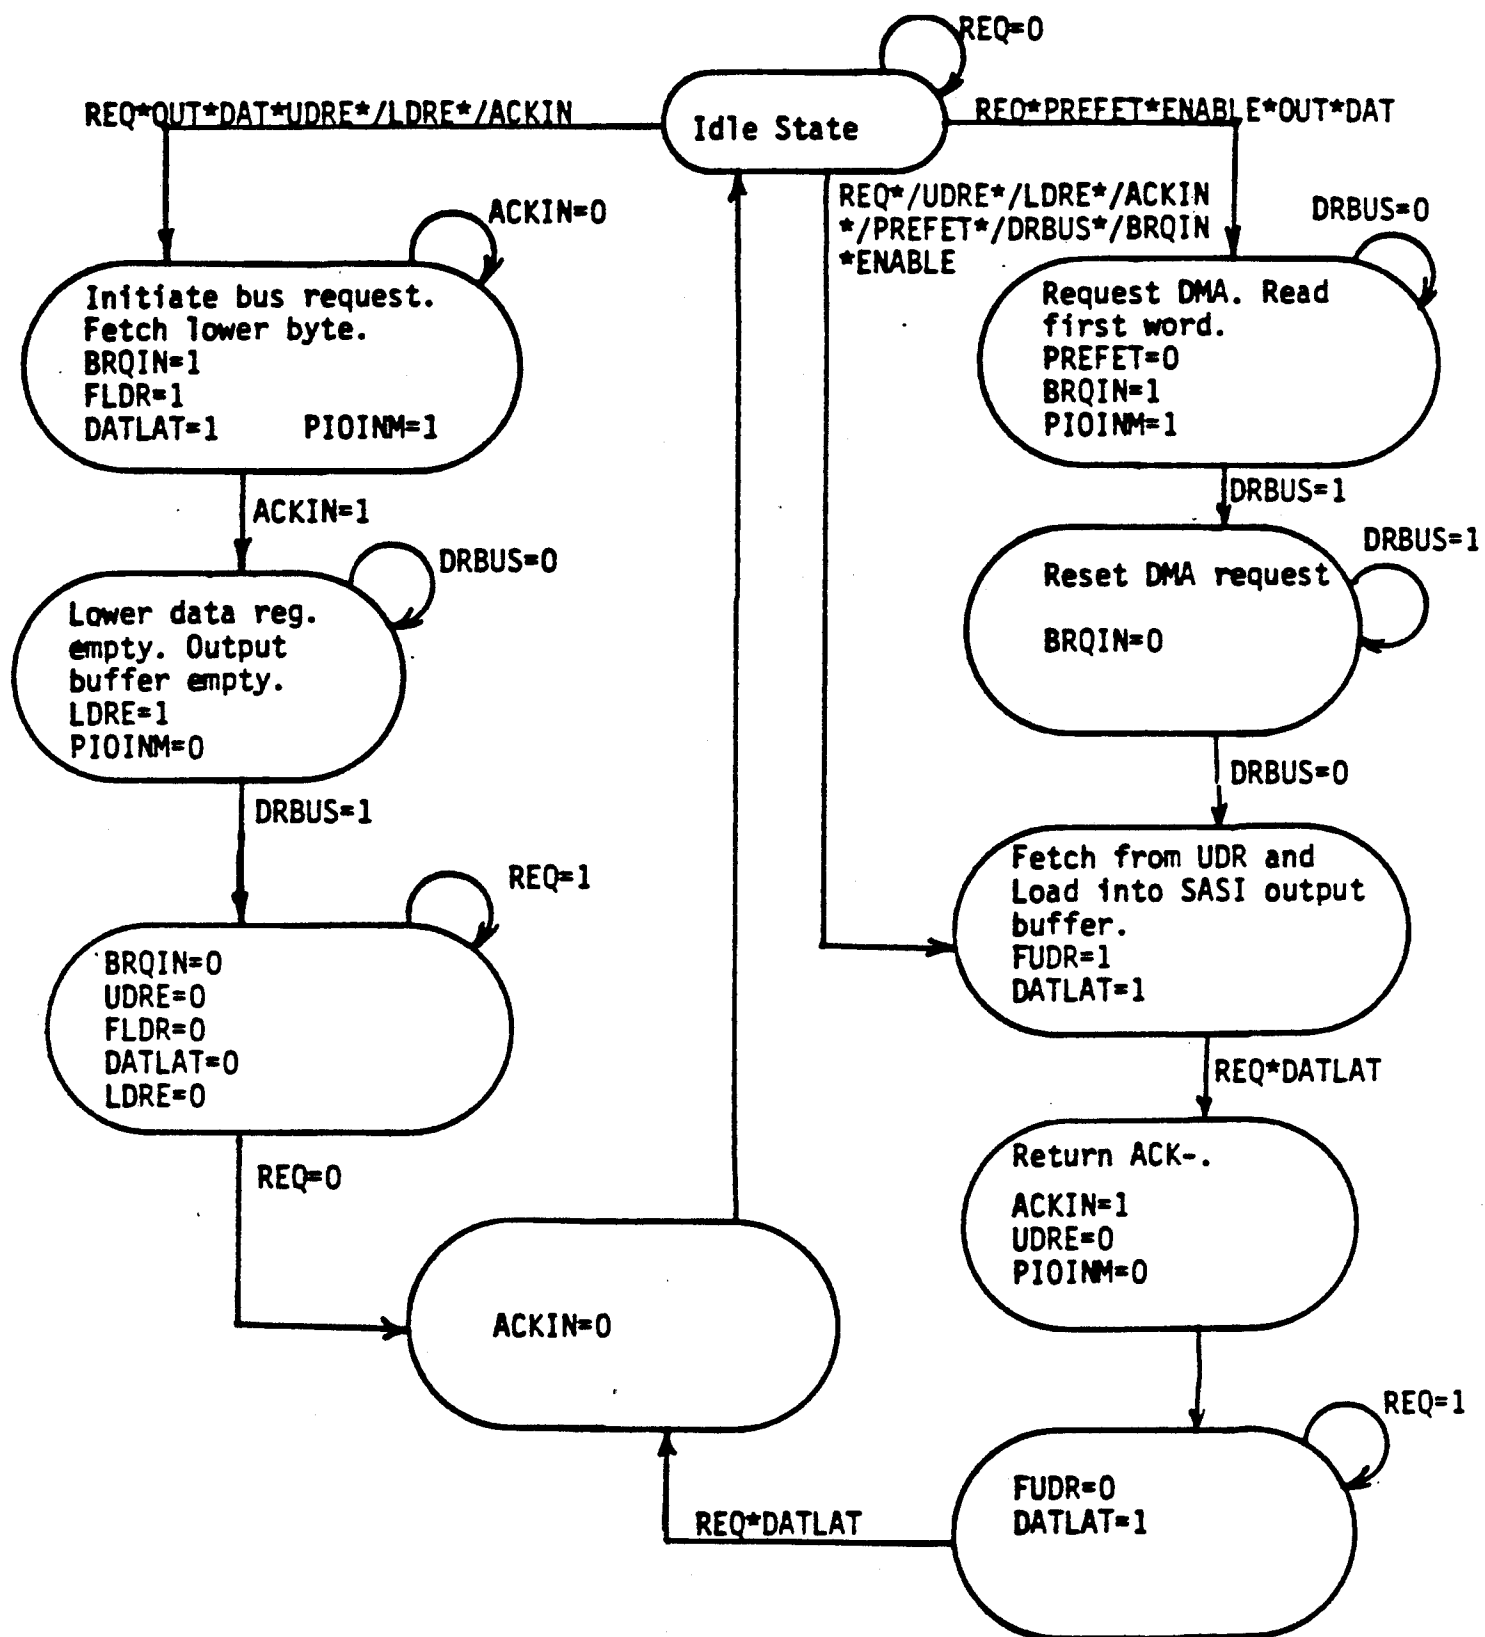 REQ=0
REQ*OUT*DAT*UDRE*/LDRE*/ACKIN
Idle State
REQ*PREFET*ENABLE*OUT*DAT
REQ*/UDRE*/LDRE*/ACKIN
*/PREFET*/DRBUS*/BRQIN
*ENABLE
ACKIN=0
Initiate bus request.
Fetch lower byte.
BRQIN=1
FLDR=1
DATLAT=1 PIOINM=1
DRBUS=0
Request DMA. Read
first word.
PREFET=0
BRQIN=1
PIOINM=1
ACKIN=1
DRBUS=1
DRBUS=0
Lower data reg.
empty. Output
buffer empty.
LDRE=1
PIOINM=0
DRBUS=1
Reset DMA request
BRQIN=0
DRBUS=1
DRBUS=0
REQ=1
BRQIN=0
UDRE=0
FLDR=0
DATLAT=0
LDRE=0
Fetch from UDR and
Load into SASI output
buffer.
FUDR=1
DATLAT=1
REQ=0
REQ*DATLAT
Return ACK-.
ACKIN=1
UDRE=0
PIOINM=0
ACKIN=0
REQ=1
FUDR=0
DATLAT=1
REQ*DATLAT